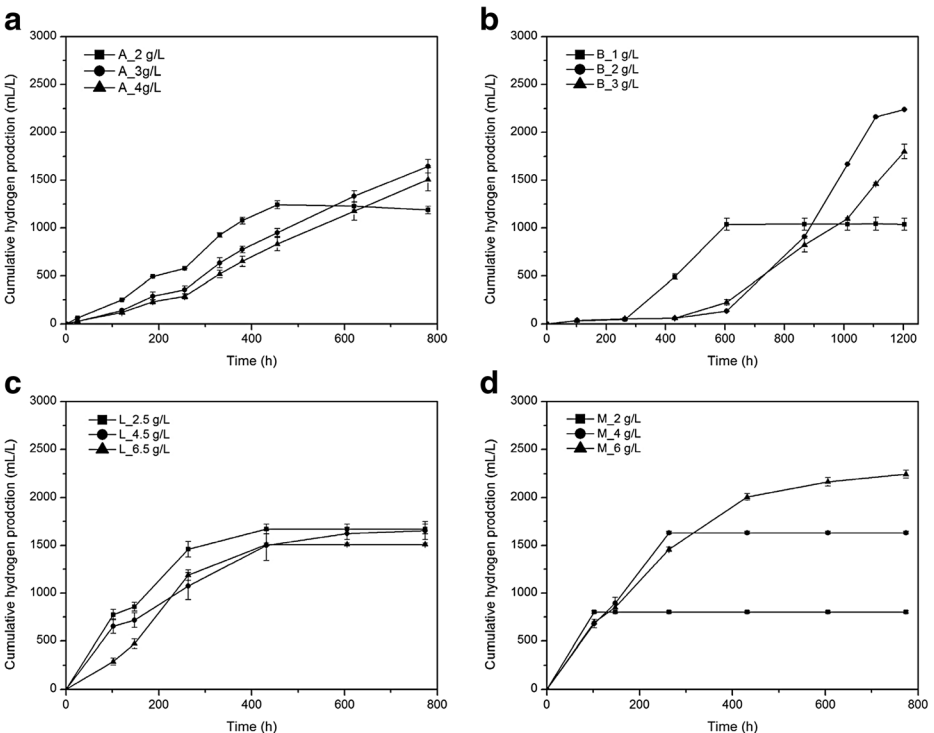 a
3000
2500
2000
1500
1000
500
0
Cumulative hydrogen prodction (mL/L)
A_2 g/L
A_3g/L
A_4g/L
0 200 400 600 800
Time (h)
b
3000
2500
2000
1500
1000
500
0
Cumulative hydrogen prodction (mL/L)
B_1 g/L
B_2 g/L
B_3 g/L
0 200 400 600 800 1000 1200
Time (h)
c
3000
2500
2000
1500
1000
500
0
Cumulative hydrogen prodction (mL/L)
L_2.5 g/L
L_4.5 g/L
L_6.5 g/L
0 200 400 600 800
Time (h)
d
3000
2500
2000
1500
1000
500
0
Cumulative hydrogen prodction (mL/L)
M_2 g/L
M_4 g/L
M_6 g/L
0 200 400 600 800
Time (h)